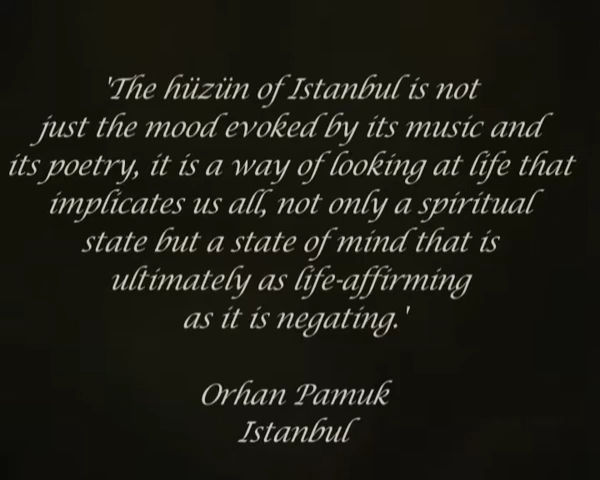 'The hüzün of Istanbul is not
just the mood evoked by its music and
its poetry, it is a way of looking at life that
implicates us all, not only a spiritual
state but a state of mind that is
ultimately as life-affirming
as it is negating.'
Orhan Pamuk
Istanbul